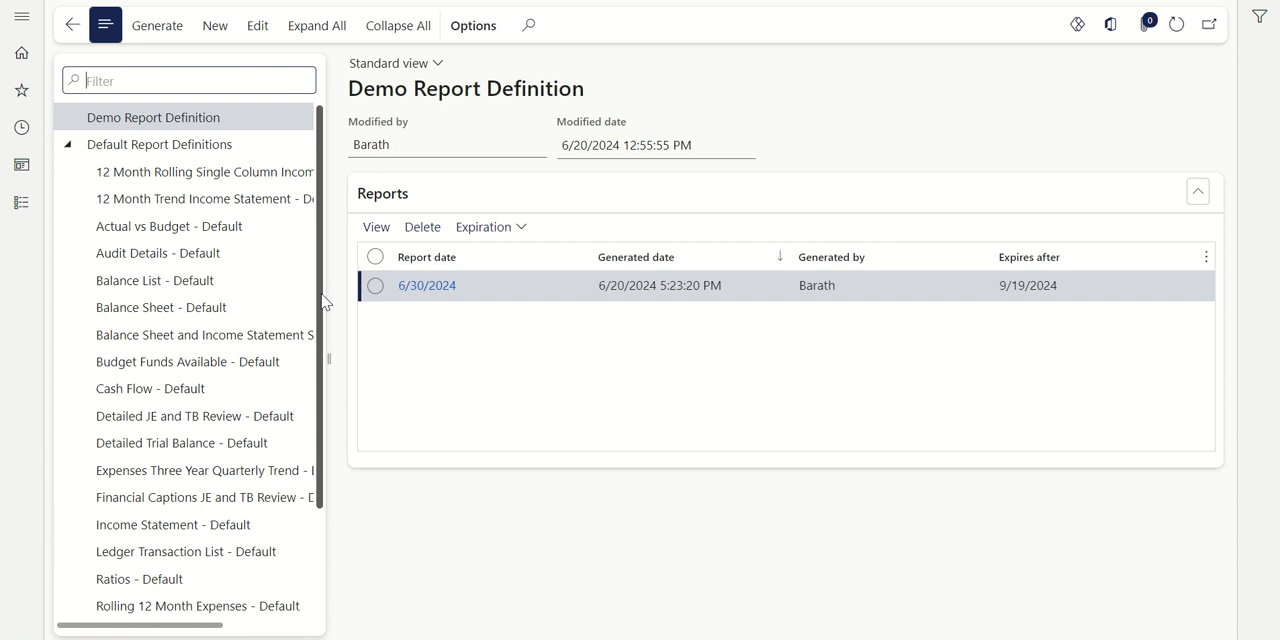 Generate New Edit Expand All Collapse All Options
0
Filter
Demo Report Definition
Default Report Definitions
12 Month Rolling Single Column Incom
12 Month Trend Income Statement - D
Actual vs Budget - Default
Audit Details - Default
Balance List - Default
Balance Sheet - Default
Balance Sheet and Income Statement S
Budget Funds Available - Default
Cash Flow - Default
Detailed JE and TB Review - Default
Detailed Trial Balance - Default
Expenses Three Year Quarterly Trend -
Financial Captions JE and TB Review - D
Income Statement - Default
Ledger Transaction List - Default
Ratios - Default
Rolling 12 Month Expenses - Default
Standard view
Demo Report Definition
Modified by Modified date
Barath 6/20/2024 12:55:55 PM
Reports
View Delete Expiration
Report date Generated date Generated by Expires after
6/30/2024 6/20/2024 5:23:20 PM Barath 9/19/2024